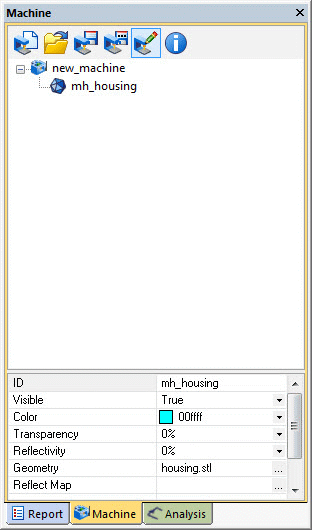 Machine
new_machine
mh_housing
ID mh_housing
Visible True
Color 00ffff
Transparency 0%
Reflectivity 0%
Geometry housing.stl ...
Reflect Map ...
Report Machine Analysis